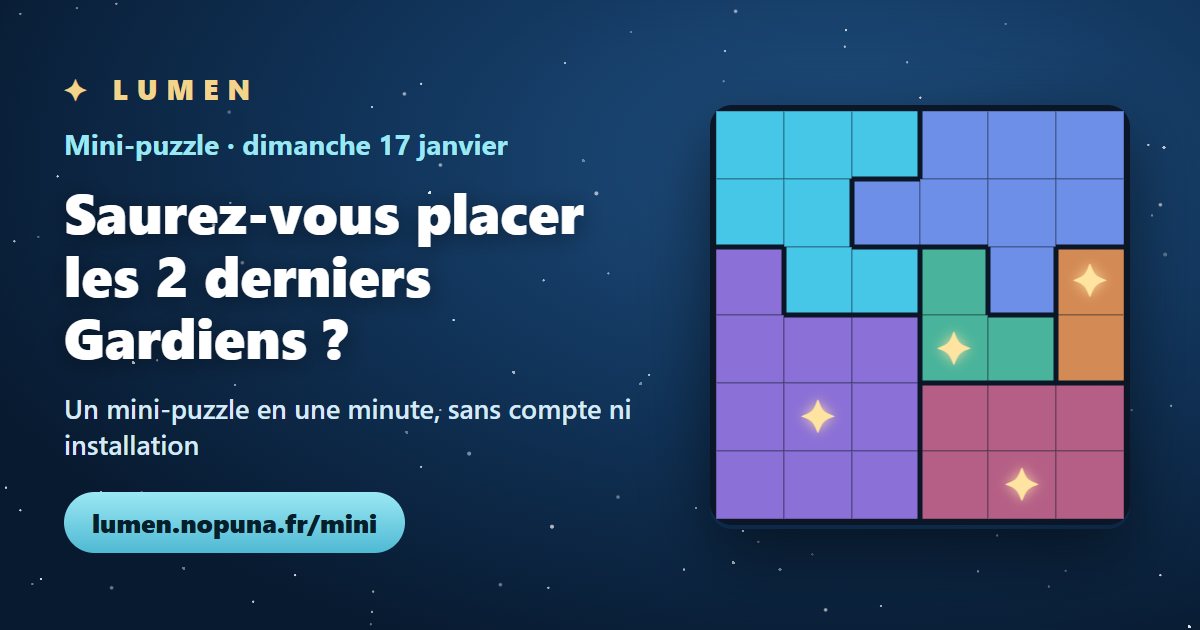 LUMEN
Mini-puzzle · dimanche 17 janvier
Saurez-vous placer
les 2 derniers
Gardiens ?
Un mini-puzzle en une minute, sans compte ni
installation
lumen.nopuna.fr/mini